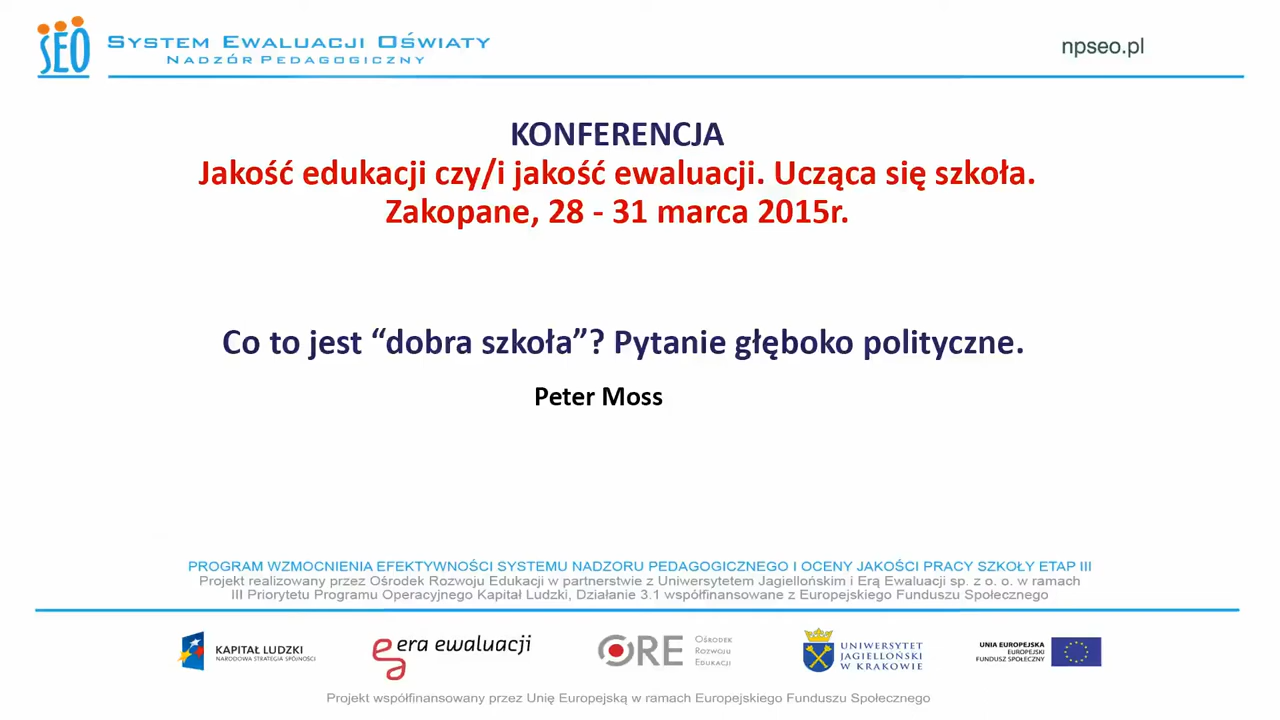 SEO
SYSTEM EWALUACJI OŚWIATY
NADZÓR PEDAGOGICZNY
npseo.pl
KONFERENCJA
Jakość edukacji czy/i jakość ewaluacji. Ucząca się szkoła.
Zakopane, 28 - 31 marca 2015r.
Co to jest “dobra szkoła”? Pytanie głęboko polityczne.
Peter Moss
PROGRAM WZMOCNIENIA EFEKTYWNOŚCI SYSTEMU NADZORU PEDAGOGICZNEGO I OCENY JAKOŚCI PRACY SZKOŁY ETAP III
Projekt realizowany przez Ośrodek Rozwoju Edukacji w partnerstwie z Uniwersytetem Jagiellońskim i Erą Ewaluacji sp. z o. o. w ramach
III Priorytetu Programu Operacyjnego Kapitał Ludzki, Działanie 3.1 współfinansowane z Europejskiego Funduszu Społecznego
KAPITAŁ LUDZKI
NARODOWA STRATEGIA SPÓJNOŚCI
era ewaluacji
ORE
OŚRODEK
ROZWOJU
EDUKACJI
UNIWERSYTET
JAGIELLOŃSKI
W KRAKOWIE
UNIA EUROPEJSKA
EUROPEJSKI
FUNDUSZ SPOŁECZNY
Projekt współfinansowany przez Unię Europejską w ramach Europejskiego Funduszu Społecznego